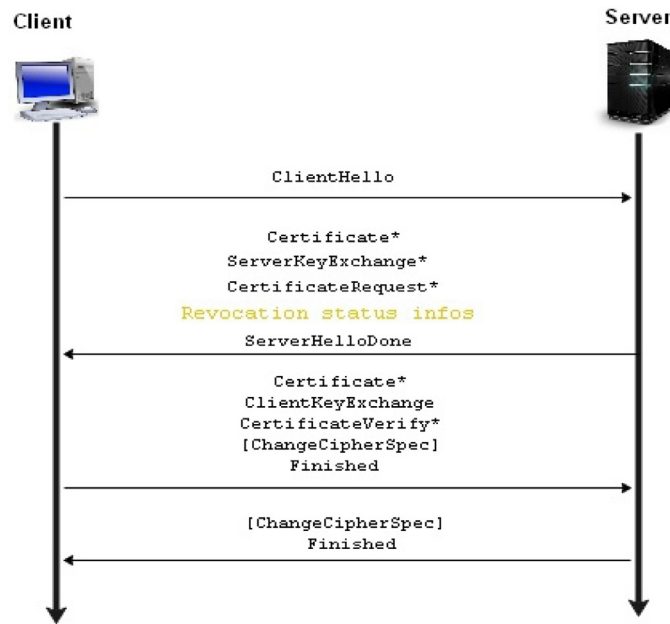 Client
Server
ClientHello
Certificate*
ServerKeyExchange*
CertificateRequest*
Revocation status infos
ServerHelloDone
Certificate*
ClientKeyExchange
CertificateVerify*
[ChangeCipherSpec]
Finished
[ChangeCipherSpec]
Finished